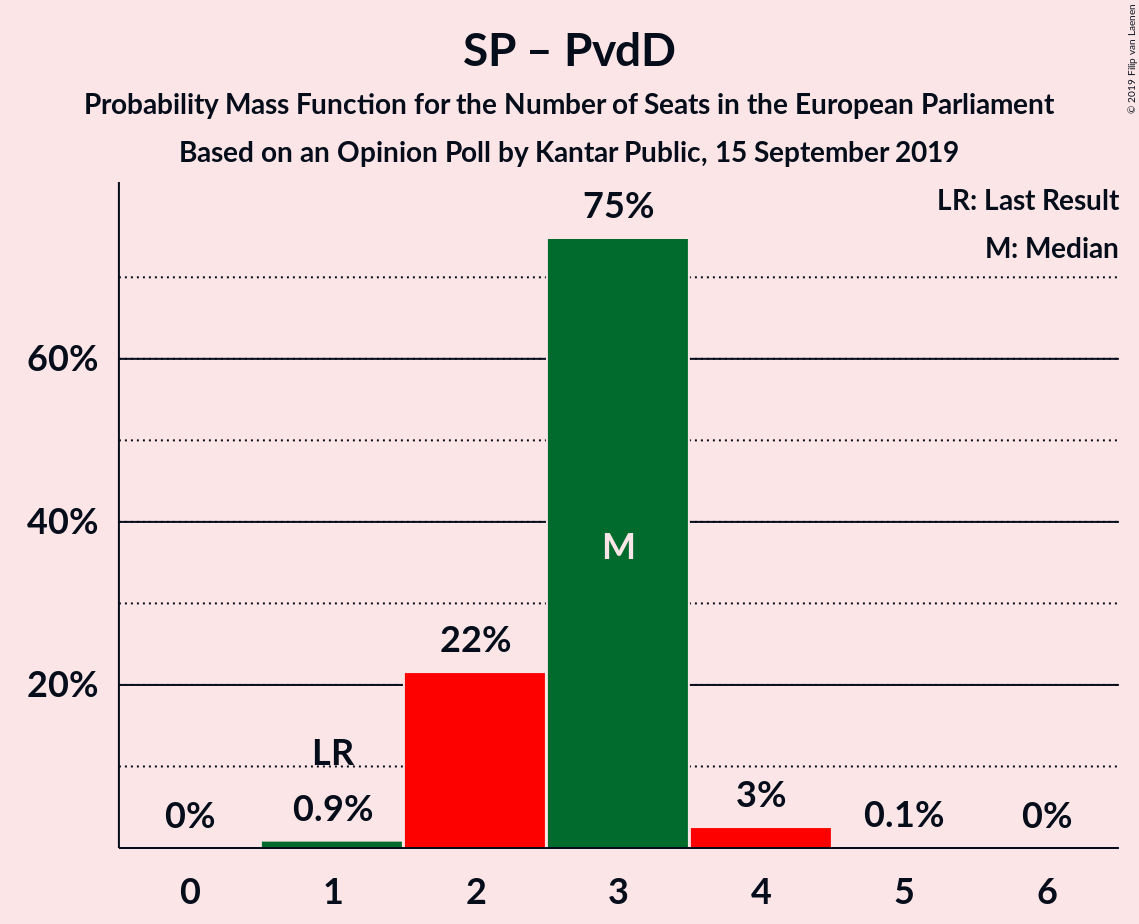 SP – PvdD
Probability Mass Function for the Number of Seats in the European Parliament
Based on an Opinion Poll by Kantar Public, 15 September 2019
© 2019 Filip van Laenen
LR: Last Result
M: Median
75%
60%
40%
20%
M
22%
LR
0%
0.9%
3%
0.1%
0%
0 1 2 3 4 5 6